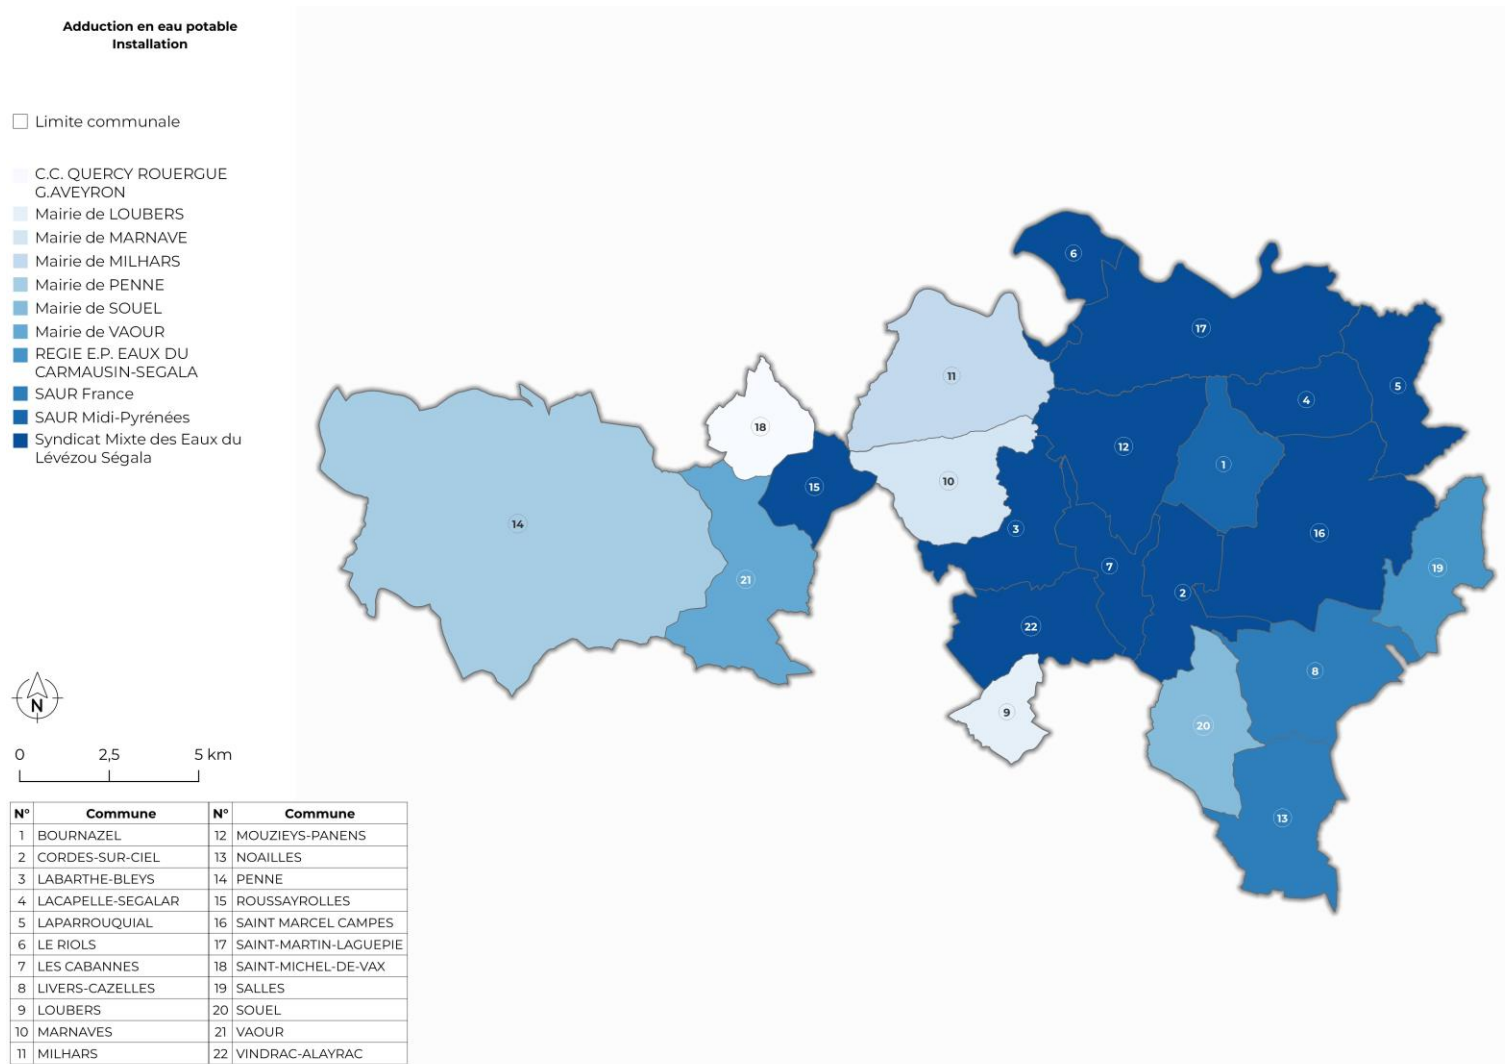 Adduction en eau potable
Installation
Limite communale
C.C. QUERCY ROUERGUE
G.AVEYRON
Mairie de LOUBERS
Mairie de MARNAVE
Mairie de MILHARS
Mairie de PENNE
Mairie de SOUEL
Mairie de VAOUR
REGIE E.P. EAUX DU
CARMAUSIN-SEGALA
SAUR France
SAUR Midi-Pyrénées
Syndicat Mixte des Eaux du
Lévézou Ségala
6
17
11
5
4
18
12
1
10
15
14
3
16
7
19
21
2
22
8
9
20
13
N
0 2,5 5 km
N° Commune N° Commune
1 BOURNAZEL 12 MOUZIEYS-PANENS
2 CORDES-SUR-CIEL 13 NOAILLES
3 LABARTHE-BLEYS 14 PENNE
4 LACAPELLE-SEGALAR 15 ROUSSAYROLLES
5 LAPARROUQUIAL 16 SAINT MARCEL CAMPES
6 LE RIOLS 17 SAINT-MARTIN-LAGUEPIE
7 LES CABANNES 18 SAINT-MICHEL-DE-VAX
8 LIVERS-CAZELLES 19 SALLES
9 LOUBERS 20 SOUEL
10 MARNAVES 21 VAOUR
11 MILHARS 22 VINDRAC-ALAYRAC